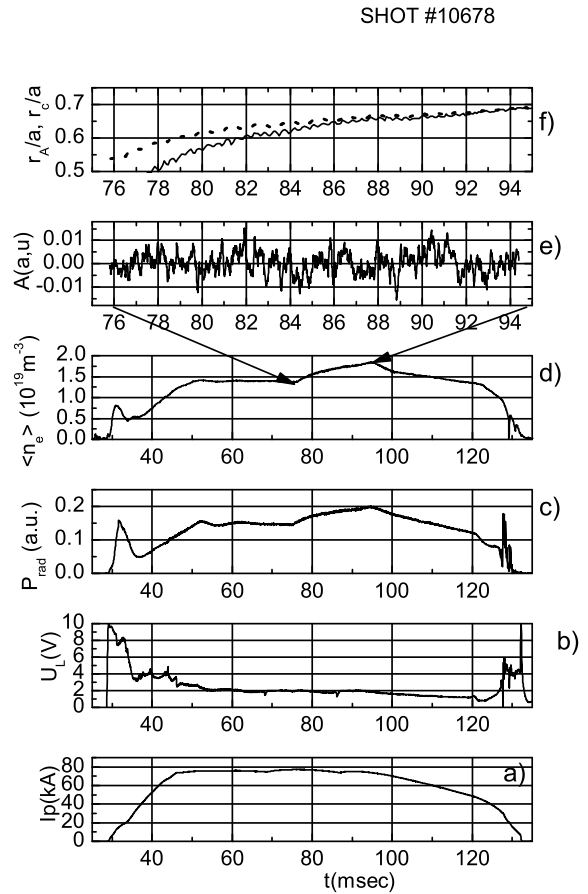 SHOT #10678
r_A/a, r_c/a
0.7
0.6
0.5
f)
76 78 80 82 84 86 88 90 92 94
A(a,u)
0.01
0.00
-0.01
e)
76 78 80 82 84 86 88 90 92 94
<n_e> (10^19 m^-3)
2.0
1.5
1.0
0.5
0.0
d)
40 60 80 100 120
P_rad (a.u.)
0.2
0.1
0.0
c)
40 60 80 100 120
U_L(V)
10
8
6
4
2
0
b)
40 60 80 100 120
Ip(kA)
80
60
40
20
0
a)
40 60 80 100 120
t(msec)